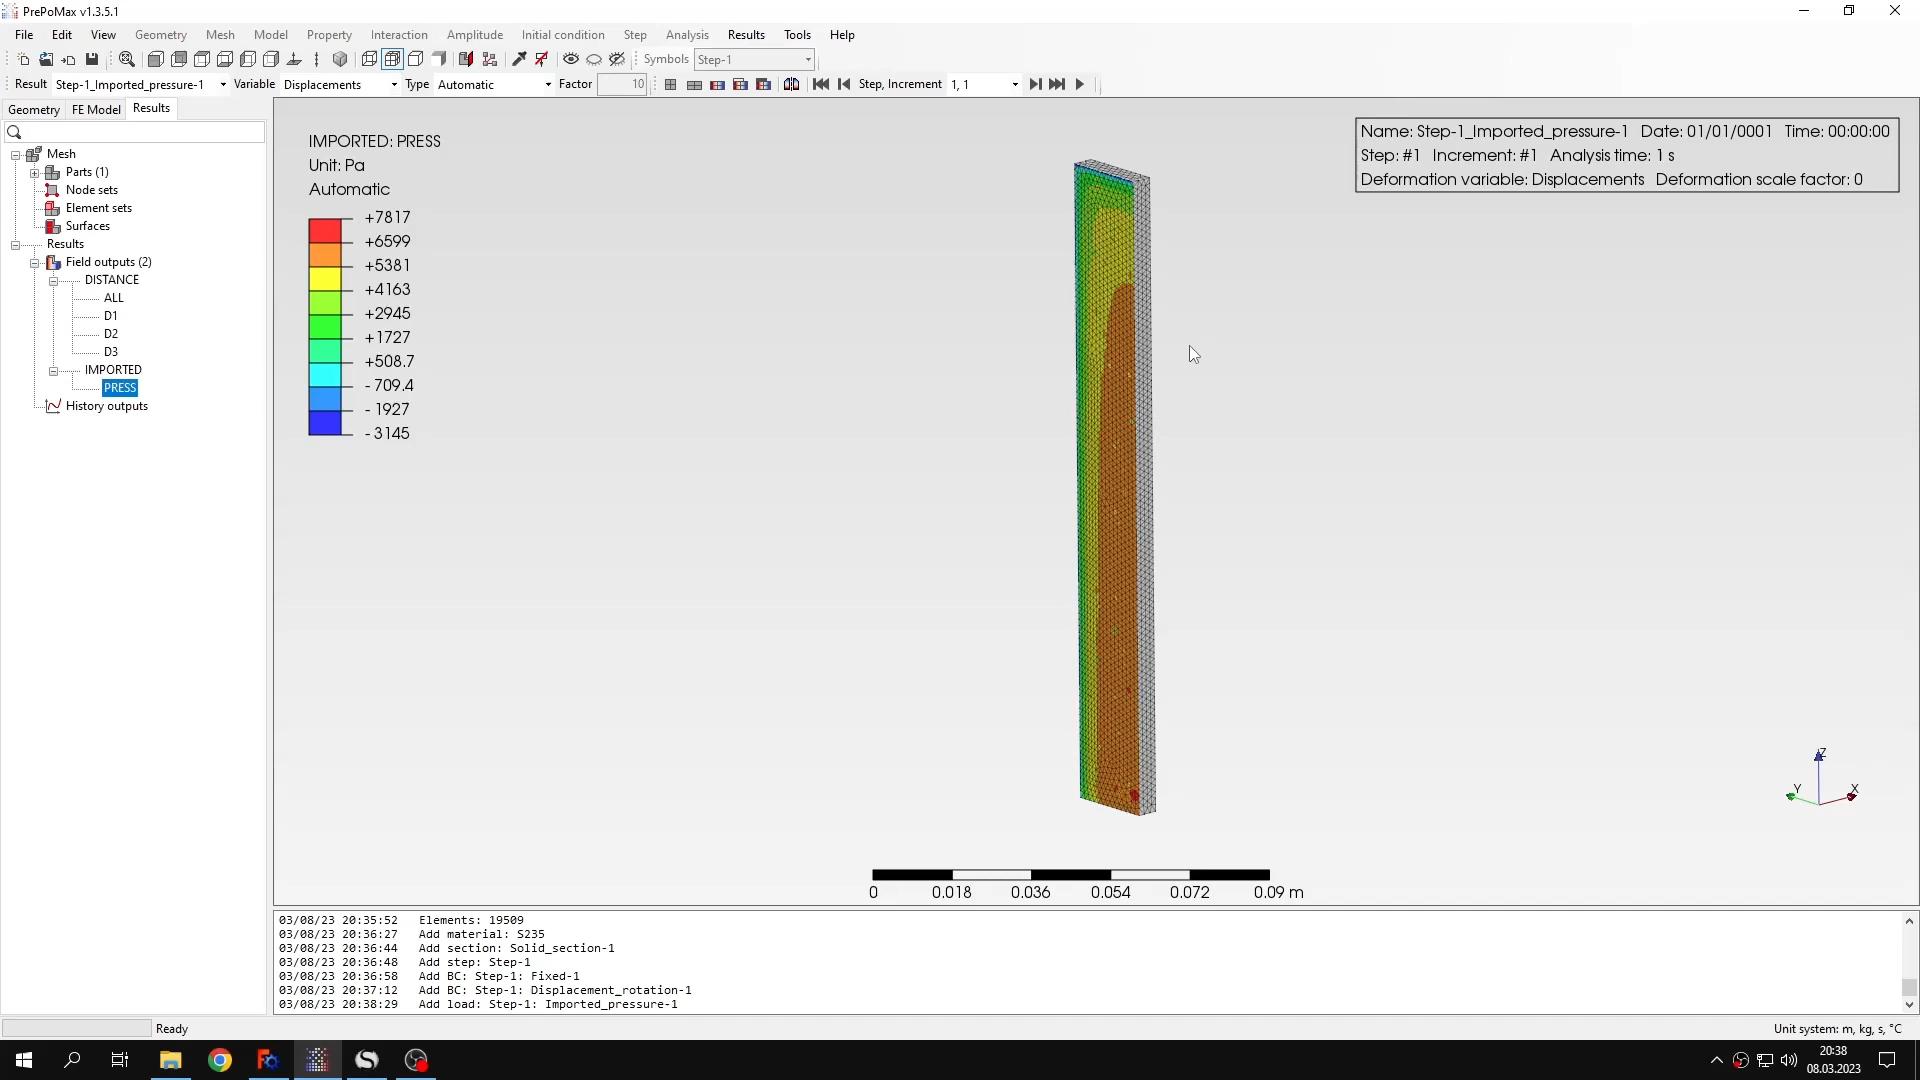 PrePoMax v1.3.5.1
File Edit View Geometry Mesh Model Property Interaction Amplitude Initial condition Step Analysis Results Tools Help
Symbols Step-1
Result Step-1_Imported_pressure-1 Variable Displacements Type Automatic Factor 10 Step, Increment 1, 1
Geometry FE Model Results
Mesh
Parts (1)
Node sets
Element sets
Surfaces
Results
Field outputs (2)
DISTANCE
ALL
D1
D2
D3
IMPORTED
PRESS
History outputs
IMPORTED: PRESS
Unit: Pa
Automatic
+7817
+6599
+5381
+4163
+2945
+1727
+508.7
- 709.4
- 1927
- 3145
Name: Step-1_Imported_pressure-1 Date: 01/01/0001 Time: 00:00:00
Step: #1 Increment: #1 Analysis time: 1 s
Deformation variable: Displacements Deformation scale factor: 0
Z
Y X
0 0.018 0.036 0.054 0.072 0.09 m
03/08/23 20:35:52 Elements: 19509
03/08/23 20:36:27 Add material: S235
03/08/23 20:36:44 Add section: Solid_section-1
03/08/23 20:36:48 Add step: Step-1
03/08/23 20:36:58 Add BC: Step-1: Fixed-1
03/08/23 20:37:12 Add BC: Step-1: Displacement_rotation-1
03/08/23 20:38:29 Add load: Step-1: Imported_pressure-1
Ready Unit system: m, kg, s, °C
20:38
08.03.2023